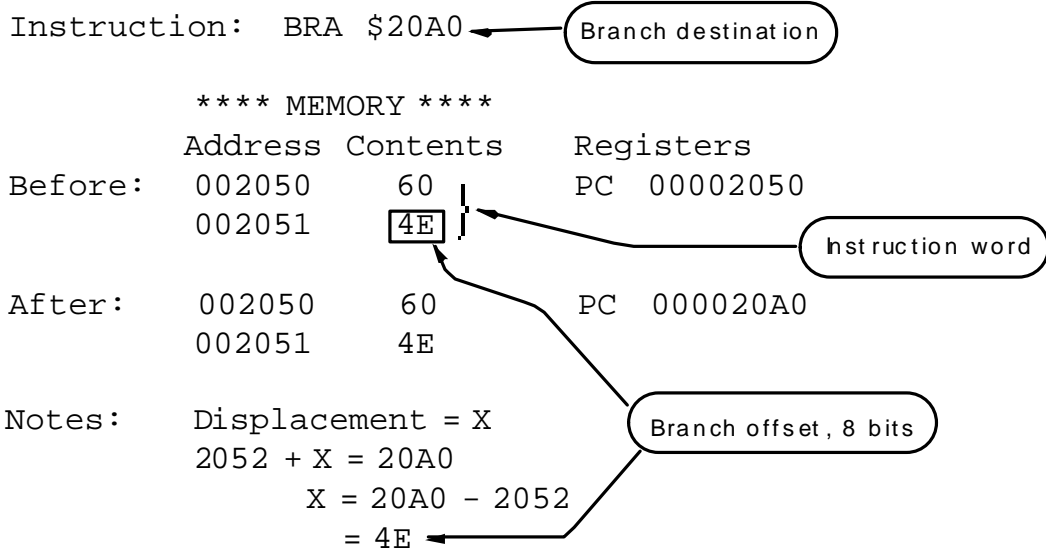 Instruction: BRA $20A0 Branch destination
**** MEMORY ****
Address Contents Registers
Before: 002050 60 PC 00002050
002051 4E
Instruction word
After: 002050 60 PC 000020A0
002051 4E
Notes: Displacement = X
Branch offset, 8 bits
2052 + X = 20A0
X = 20A0 – 2052
= 4E